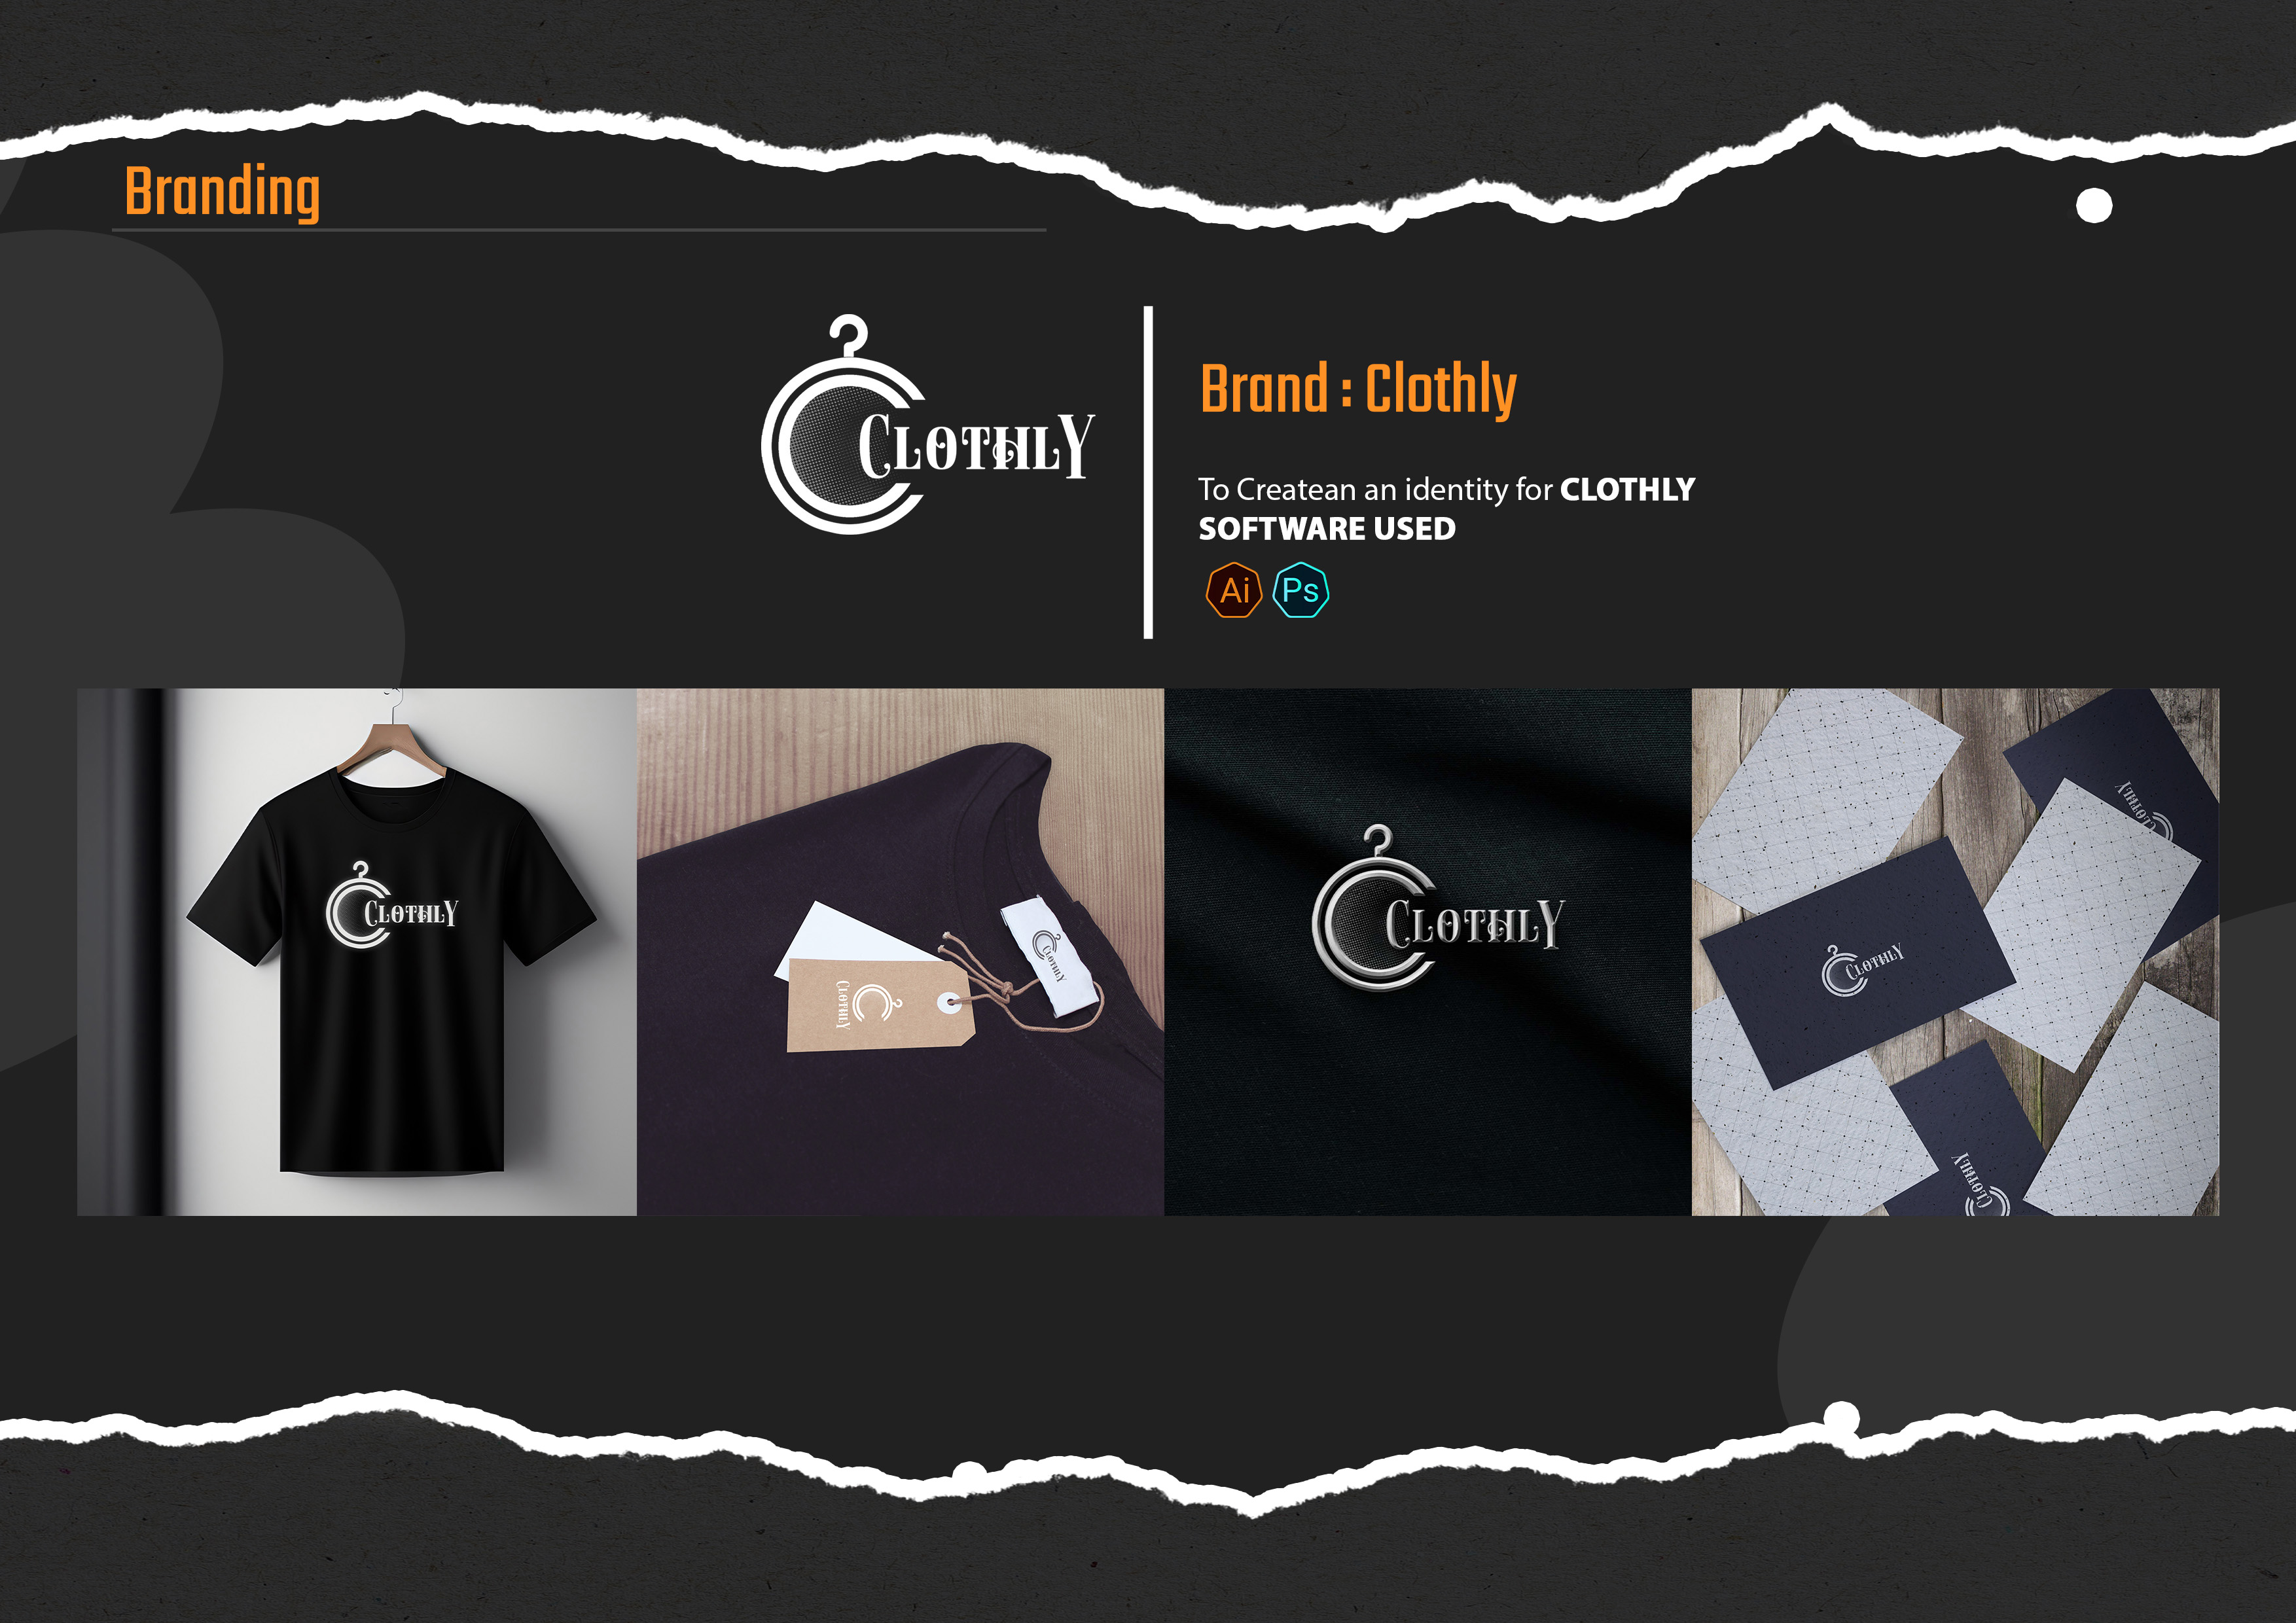 Branding
CLOTHLY
Brand : Clothly
To Createan an identity for CLOTHLY
SOFTWARE USED
Ai Ps
CLOTHLY
CLOTHLY
CLOTHLY
CLOTHLY
CLOTHLY
CLOTHLY
CLOTHLY